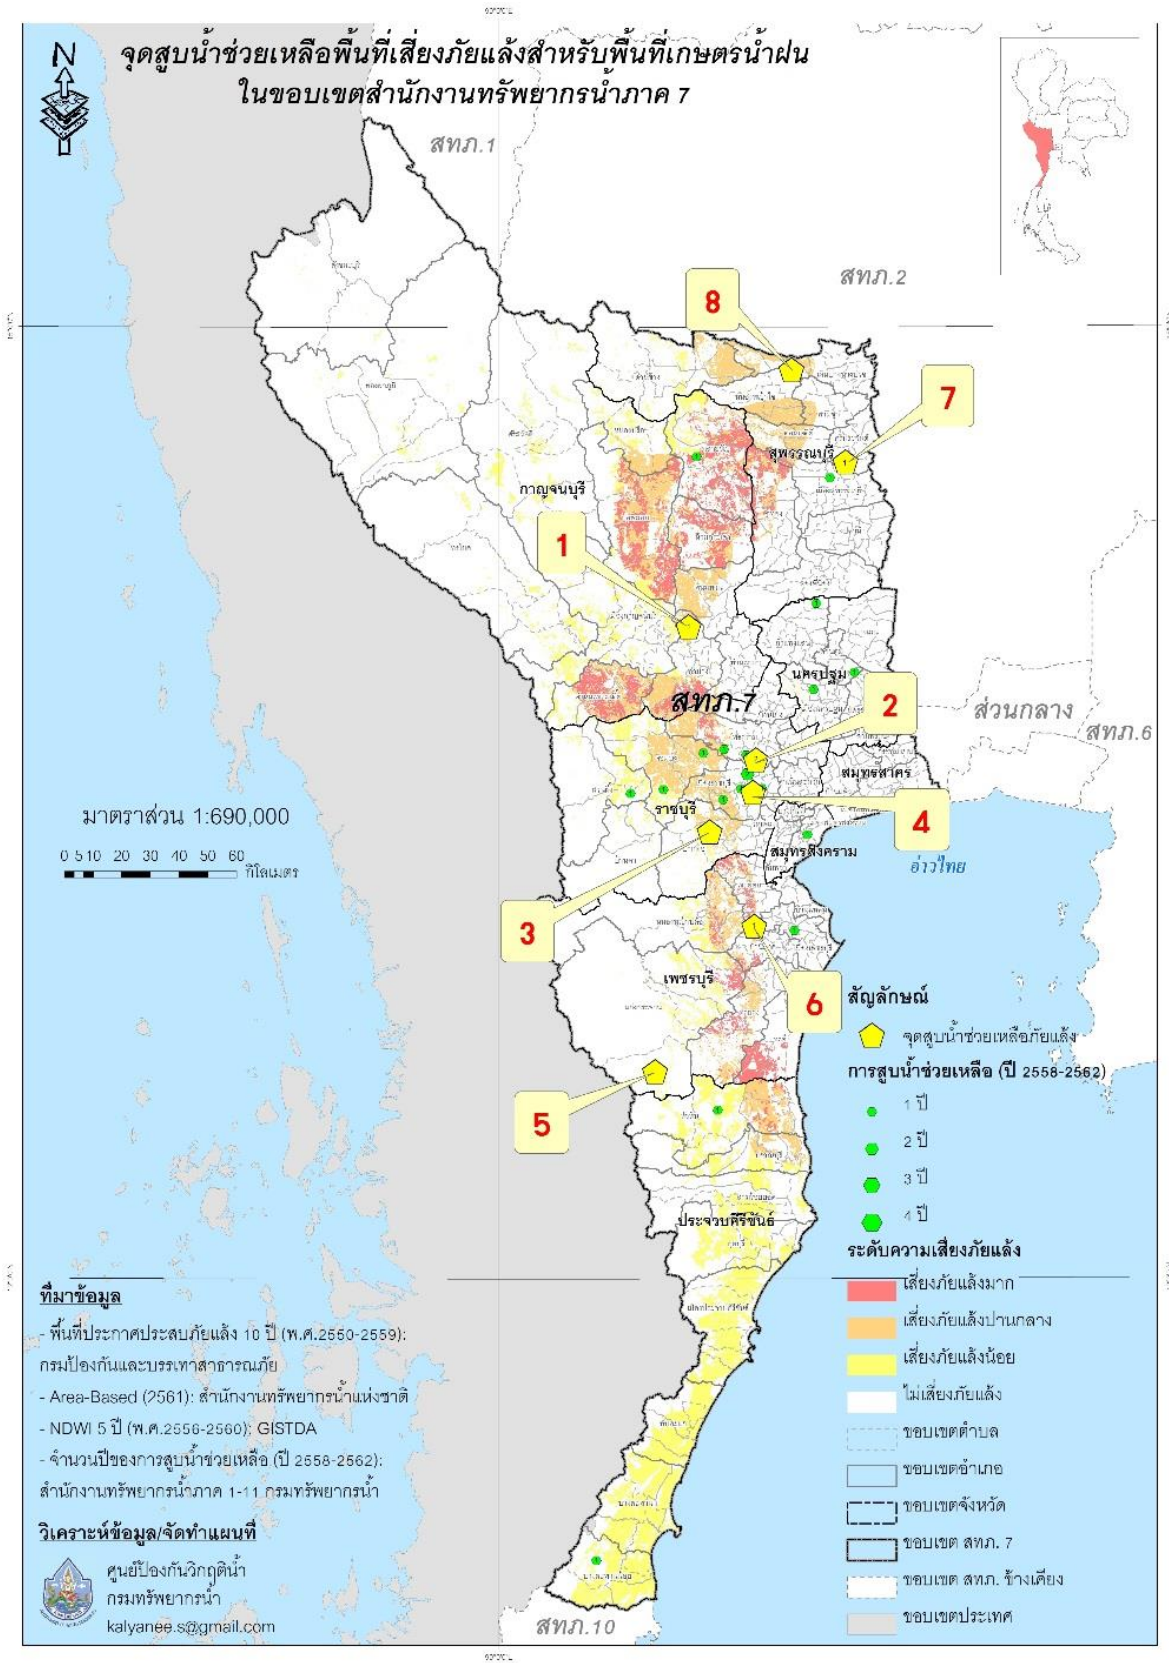 จุดสูบน้ำช่วยเหลือพื้นที่เสี่ยงภัยแล้งสำหรับพื้นที่เกษตรน้ำฝน
ในขอบเขตสำนักงานทรัพยากรน้ำภาค 7
N
สทภ.1
สทภ.2
8
7
สุพรรณบุรี
กาญจนบุรี
1
นครปฐม
สทภ.7
2
ส่วนกลาง
สทภ.6
สมุทรสาคร
มาตราส่วน 1:690,000
ราชบุรี
4
0 5 10 20 30 40 50 60
กิโลเมตร
สมุทรสงคราม
อ่าวไทย
3
เพชรบุรี
6
5
ประจวบคีรีขันธ์
สทภ.10
สัญลักษณ์
จุดสูบน้ำช่วยเหลือภัยแล้ง
การสูบน้ำช่วยเหลือ (ปี 2558-2562)
1 ปี
2 ปี
3 ปี
4 ปี
ระดับความเสี่ยงภัยแล้ง
เสี่ยงภัยแล้งมาก
เสี่ยงภัยแล้งปานกลาง
เสี่ยงภัยแล้งน้อย
ไม่เสี่ยงภัยแล้ง
ขอบเขตตำบล
ขอบเขตอำเภอ
ขอบเขตจังหวัด
ขอบเขต สทภ. 7
ขอบเขต สทภ. ข้างเคียง
ขอบเขตประเทศ
ที่มาข้อมูล
- พื้นที่ประกาศประสบภัยแล้ง 10 ปี (พ.ศ.2550-2559):
กรมป้องกันและบรรเทาสาธารณภัย
- Area-Based (2561): สำนักงานทรัพยากรน้ำแห่งชาติ
- NDWI 5 ปี (พ.ศ.2556-2560): GISTDA
- จำนวนปีของการสูบน้ำช่วยเหลือ (ปี 2558-2562):
สำนักงานทรัพยากรน้ำภาค 1-11 กรมทรัพยากรน้ำ
วิเคราะห์ข้อมูล/จัดทำแผนที่
ศูนย์ป้องกันวิกฤติน้ำ
กรมทรัพยากรน้ำ
kalyanee.s@gmail.com